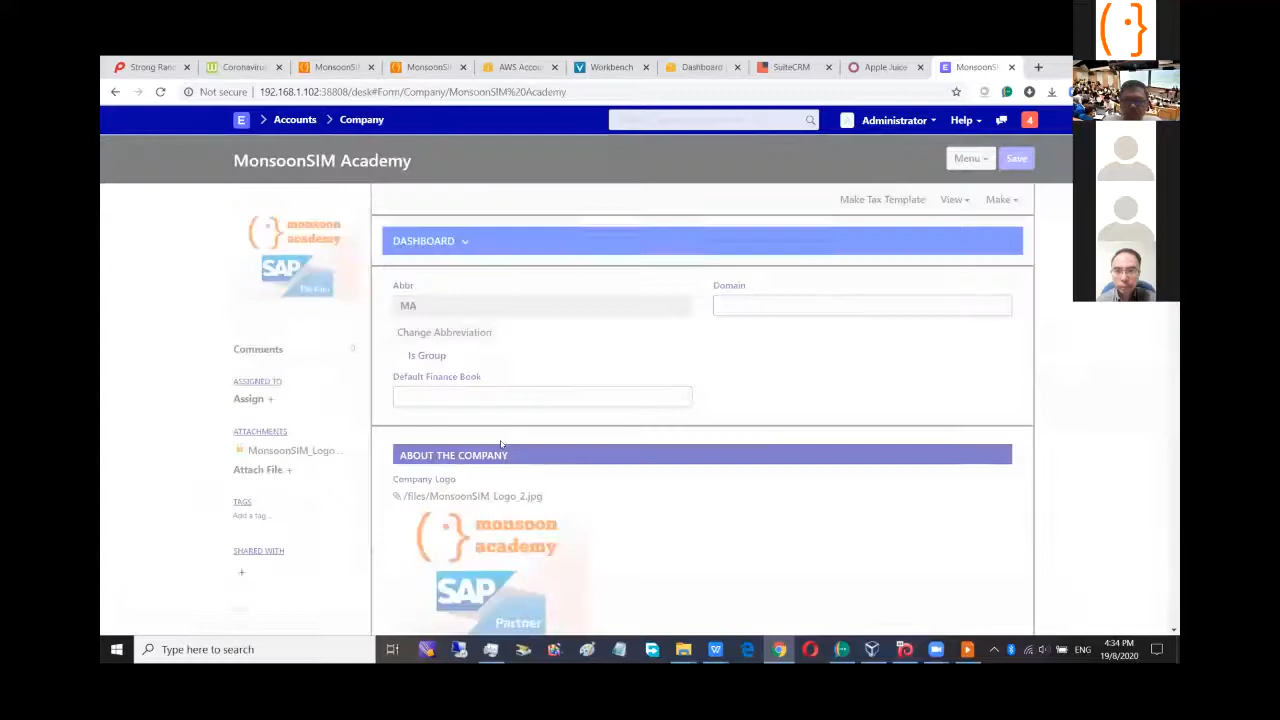 Strong Ran
Coronaviru
MonsoonSI
AWS Accou
Workbench
Dashboard
SuiteCRM
Apple Juice
MonsoonSI
Not secure
192.168.1.102:38808/desk#Form/Company/MonsoonSIM%20Academy
E
Accounts
Company
Administrator
Help
4
MonsoonSIM Academy
Menu
Save
Make Tax Template
View
Make
monsoon
academy
SAP
DASHBOARD
Abbr
MA
Change Abbreviation
Is Group
Default Finance Book
Domain
Comments
0
ASSIGNED TO
Assign +
ATTACHMENTS
MonsoonSIM_Logo...
Attach File +
TAGS
Add a tag ...
SHARED WITH
+
ABOUT THE COMPANY
Company Logo
/files/MonsoonSIM_Logo_2.jpg
monsoon
academy
SAP
Partner
Type here to search
ENG
4:34 PM
19/8/2020